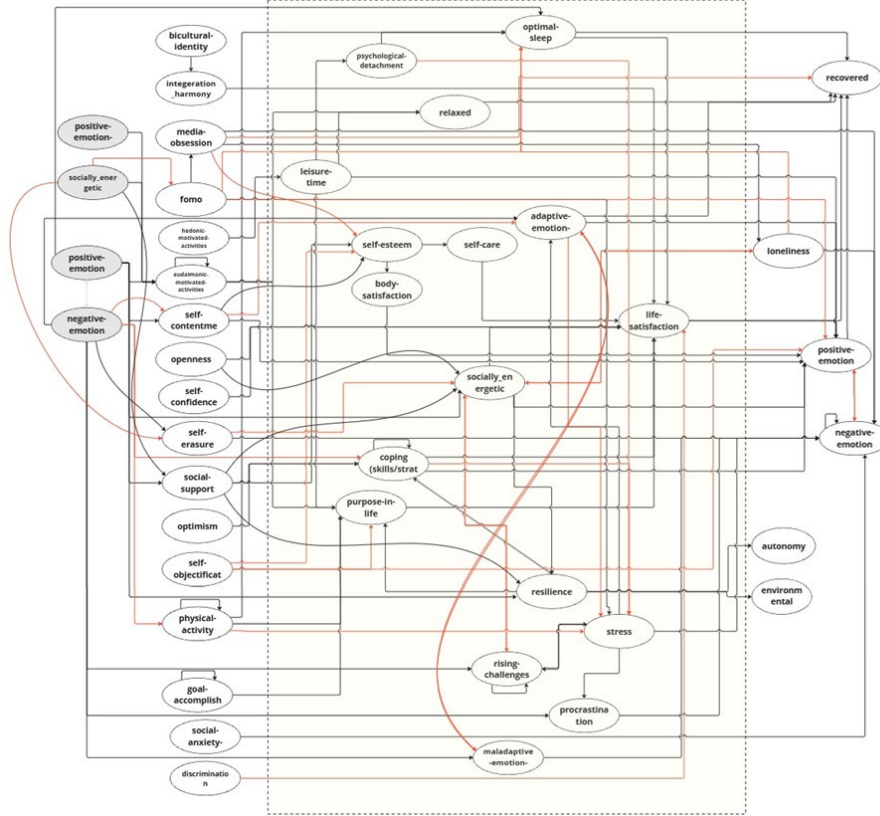 bicultural-
identity
integeration
_harmony
positive-
emotion-
media-
obsession
socially_ener
getic
fomo
hedonic-
motivated-
activities
positive-
emotion
eudaimonic-
motivated-
activities
negative-
emotion
self-
contentme
openness
self-
confidence
self-
erasure
social-
support
optimism
self-
objectificat
physical-
activity
goal-
accomplish
social-
anxiety-
discriminatio
n
optimal-
sleep
psychological-
detachment
relaxed
leisure-
time
adaptive-
emotion-
self-esteem
self-care
body-
satisfaction
life-
satisfaction
socially_en
ergetic
coping
(skills/strat
purpose-in-
life
resilience
stress
rising-
challenges
procrastina
tion
maladaptive
-emotion-
recovered
loneliness
positive-
emotion
negative-
emotion
autonomy
environm
ental